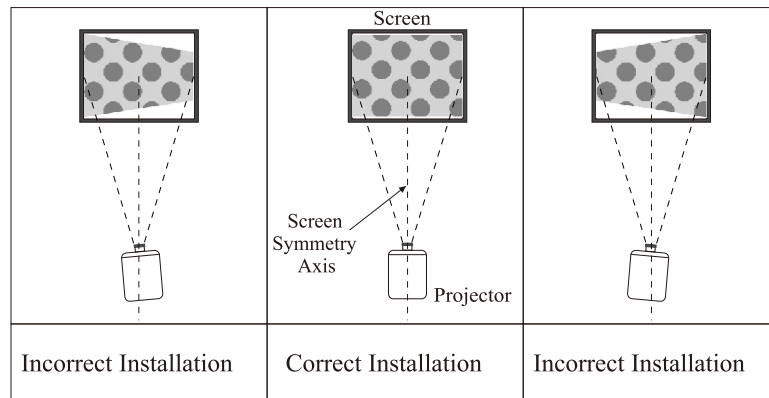 Screen
Screen
Symmetry
Axis
Projector
Incorrect Installation
Correct Installation
Incorrect Installation